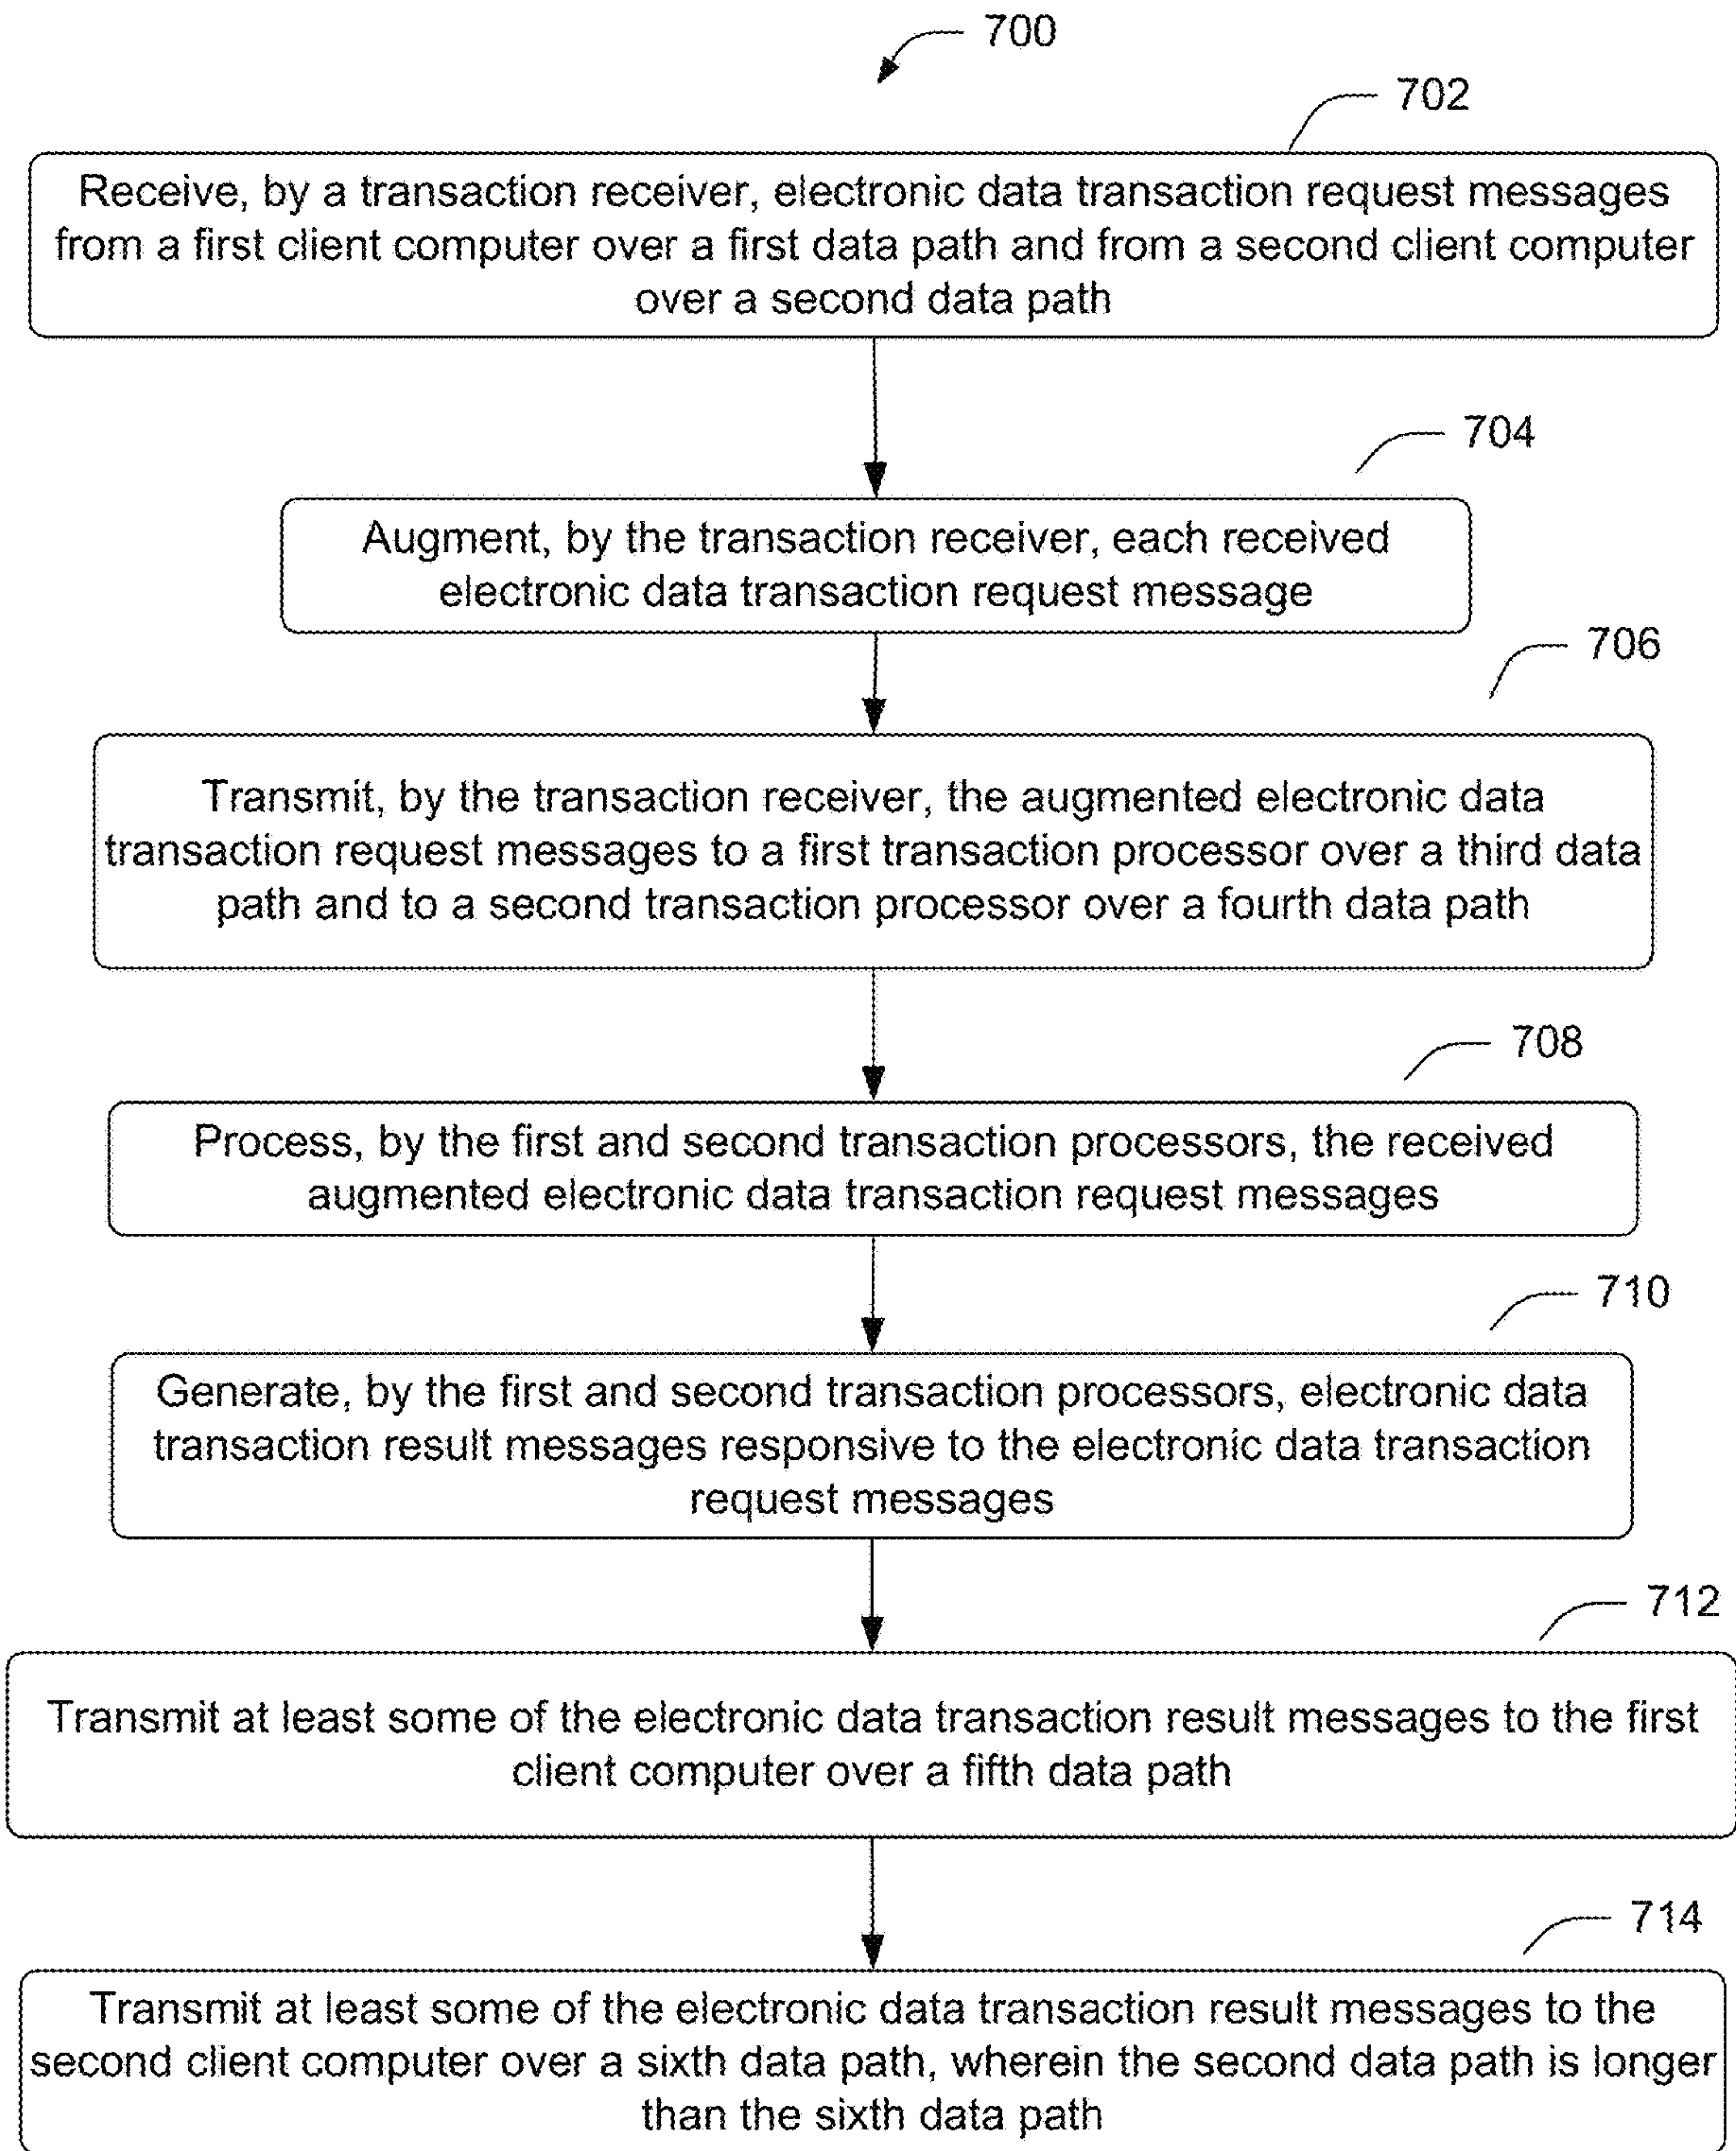 700
702
Receive, by a transaction receiver, electronic data transaction request messages
from a first client computer over a first data path and from a second client computer
over a second data path
704
Augment, by the transaction receiver, each received
electronic data transaction request message
706
Transmit, by the transaction receiver, the augmented electronic data
transaction request messages to a first transaction processor over a third data
path and to a second transaction processor over a fourth data path
708
Process, by the first and second transaction processors, the received
augmented electronic data transaction request messages
710
Generate, by the first and second transaction processors, electronic data
transaction result messages responsive to the electronic data transaction
request messages
712
Transmit at least some of the electronic data transaction result messages to the first
client computer over a fifth data path
714
Transmit at least some of the electronic data transaction result messages to the
second client computer over a sixth data path, wherein the second data path is longer
than the sixth data path